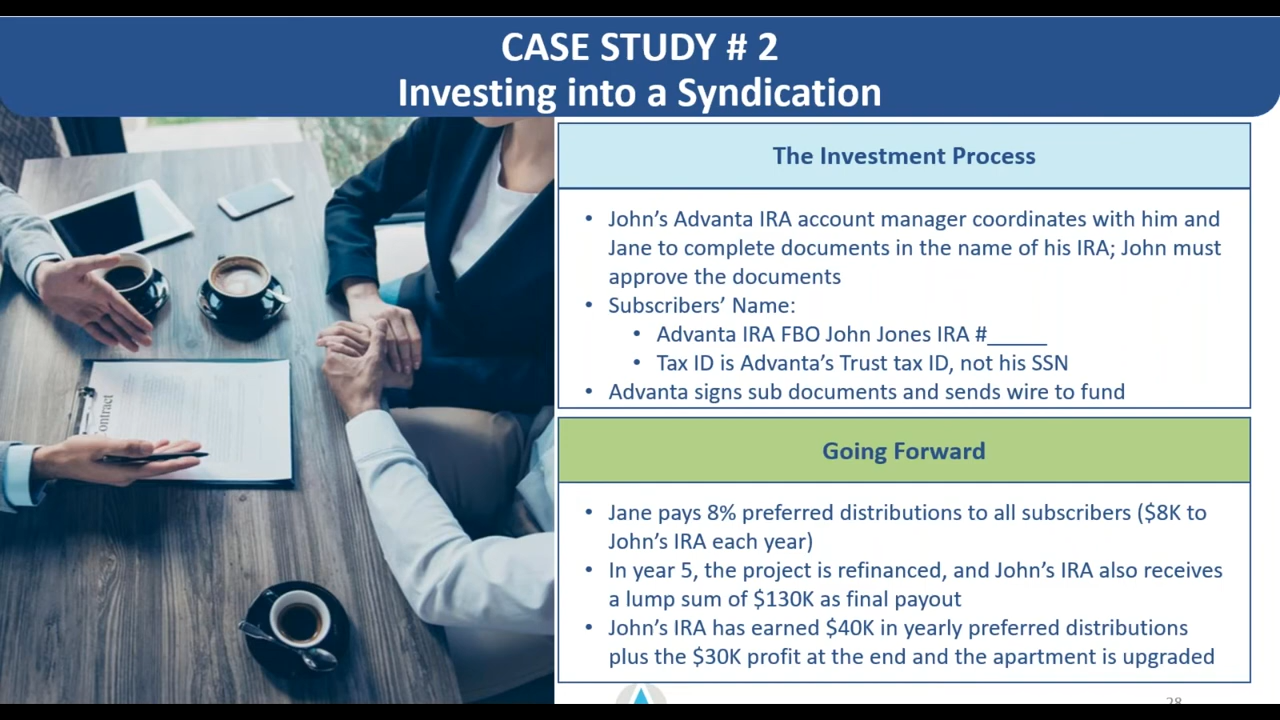 CASE STUDY # 2
Investing into a Syndication
The Investment Process
• John's Advanta IRA account manager coordinates with him and
Jane to complete documents in the name of his IRA; John must
approve the documents
• Subscribers' Name:
• Advanta IRA FBO John Jones IRA #_____
• Tax ID is Advanta's Trust tax ID, not his SSN
• Advanta signs sub documents and sends wire to fund
Going Forward
• Jane pays 8% preferred distributions to all subscribers ($8K to
John's IRA each year)
• In year 5, the project is refinanced, and John's IRA also receives
a lump sum of $130K as final payout
• John's IRA has earned $40K in yearly preferred distributions
plus the $30K profit at the end and the apartment is upgraded
28
ontract